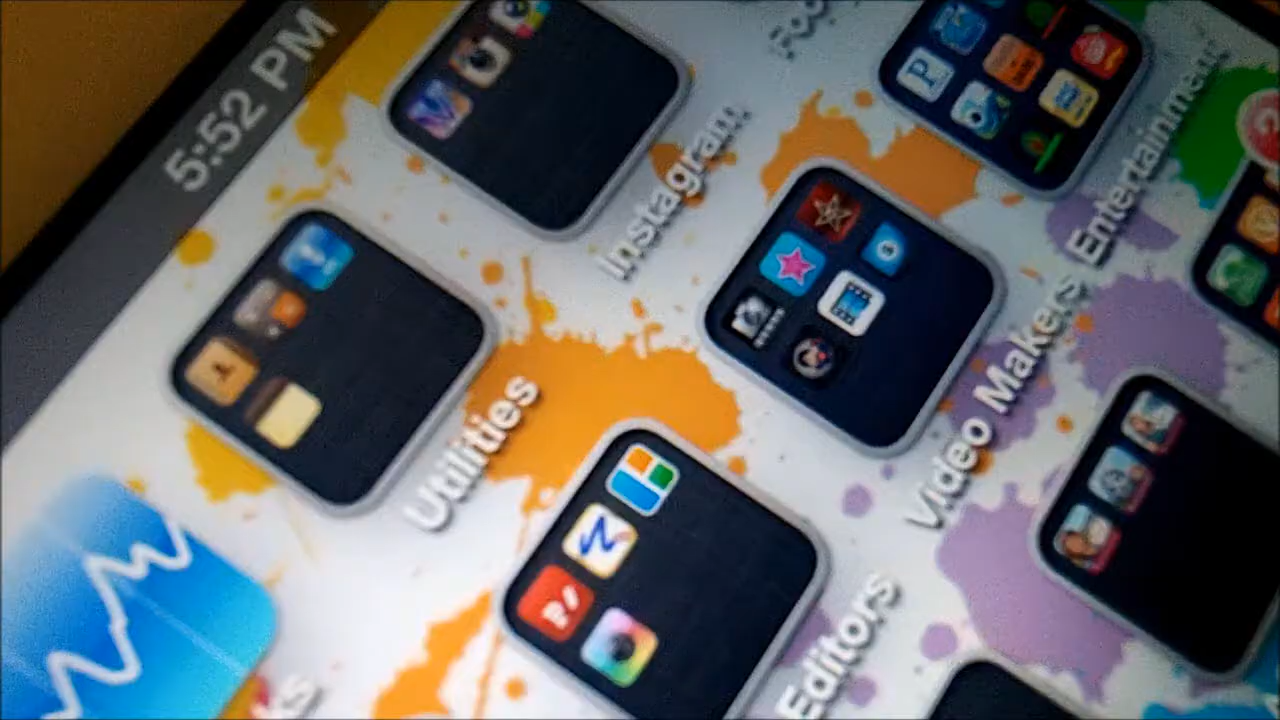 5:52 PM
Instagram
Entertainment
Utilities
Video Makers
Editors